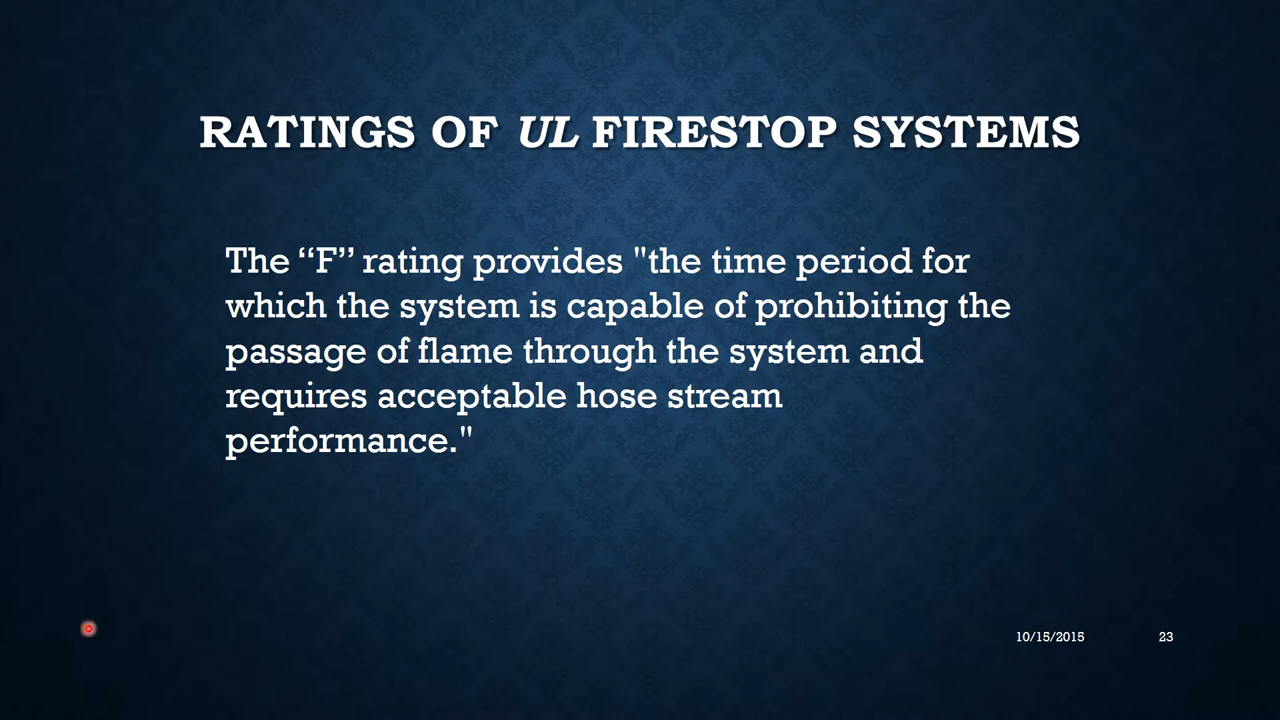 RATINGS OF UL FIRESTOP SYSTEMS
The “F” rating provides "the time period for
which the system is capable of prohibiting the
passage of flame through the system and
requires acceptable hose stream
performance."
10/15/2015 23